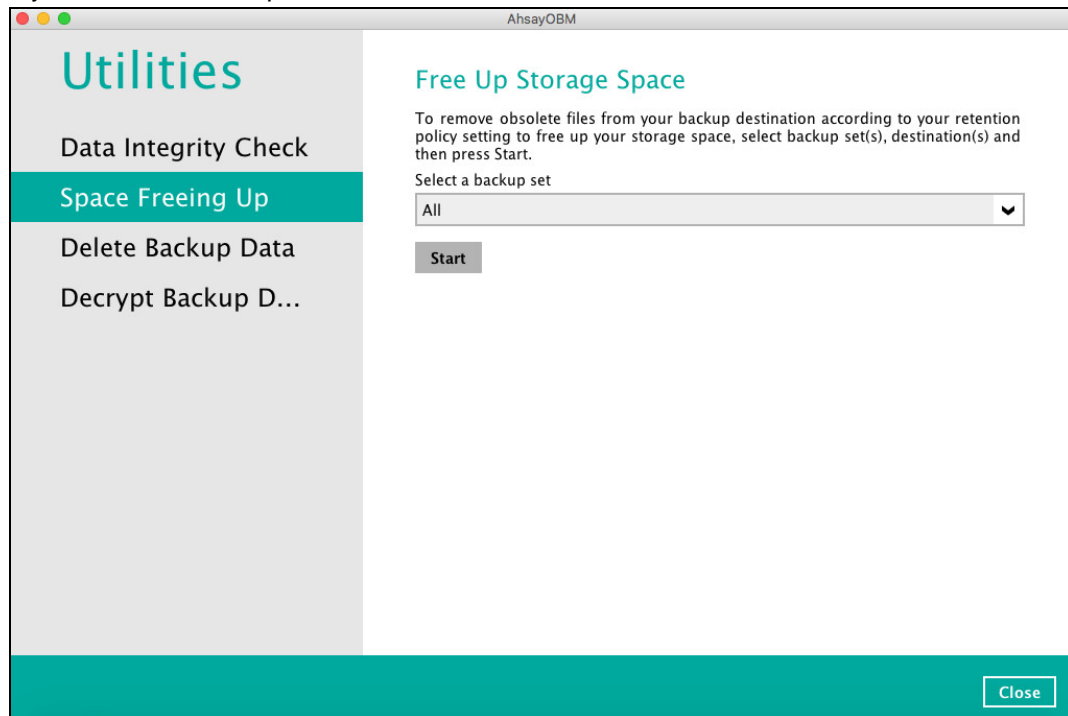 AhsayOBM
Utilities
Data Integrity Check
Space Freeing Up
Delete Backup Data
Decrypt Backup D...
Free Up Storage Space
To remove obsolete files from your backup destination according to your retention
policy setting to free up your storage space, select backup set(s), destination(s) and
then press Start.
Select a backup set
All
Start
Close